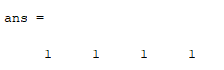 ans =
1 1 1 1